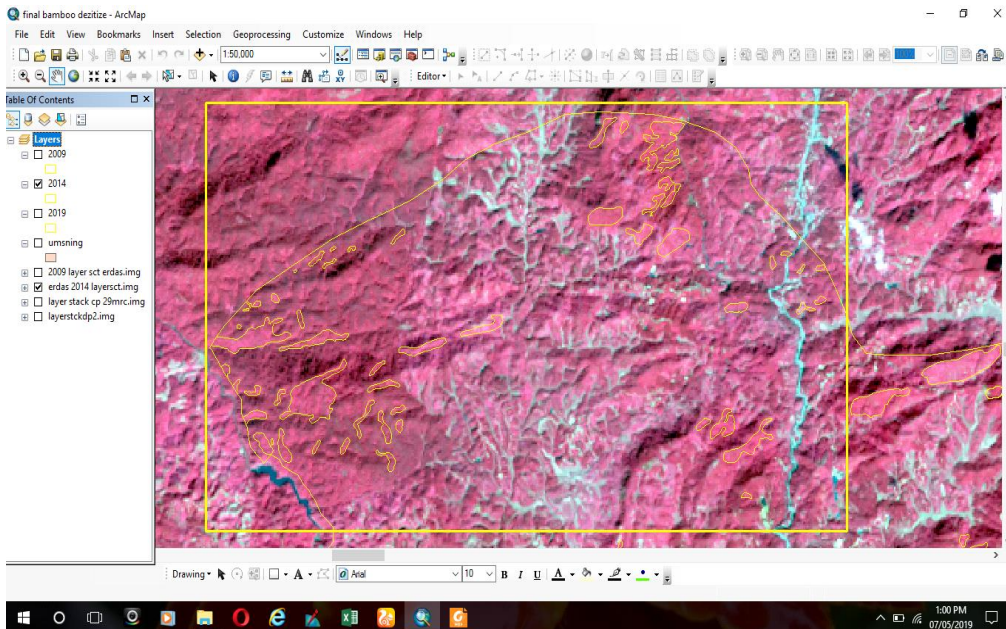 final bamboo dezitize - ArcMap
File Edit View Bookmarks Insert Selection Geoprocessing Customize Windows Help
1:50,000
Editor
Table Of Contents
Layers
2009
2014
2019
umsning
2009 layer sct erdas.img
erdas 2014 layersct.img
layer stack cp 29mrc.img
layerstckdp2.img
Drawing A Arial 10 B I U A
1:00 PM
07/05/2019